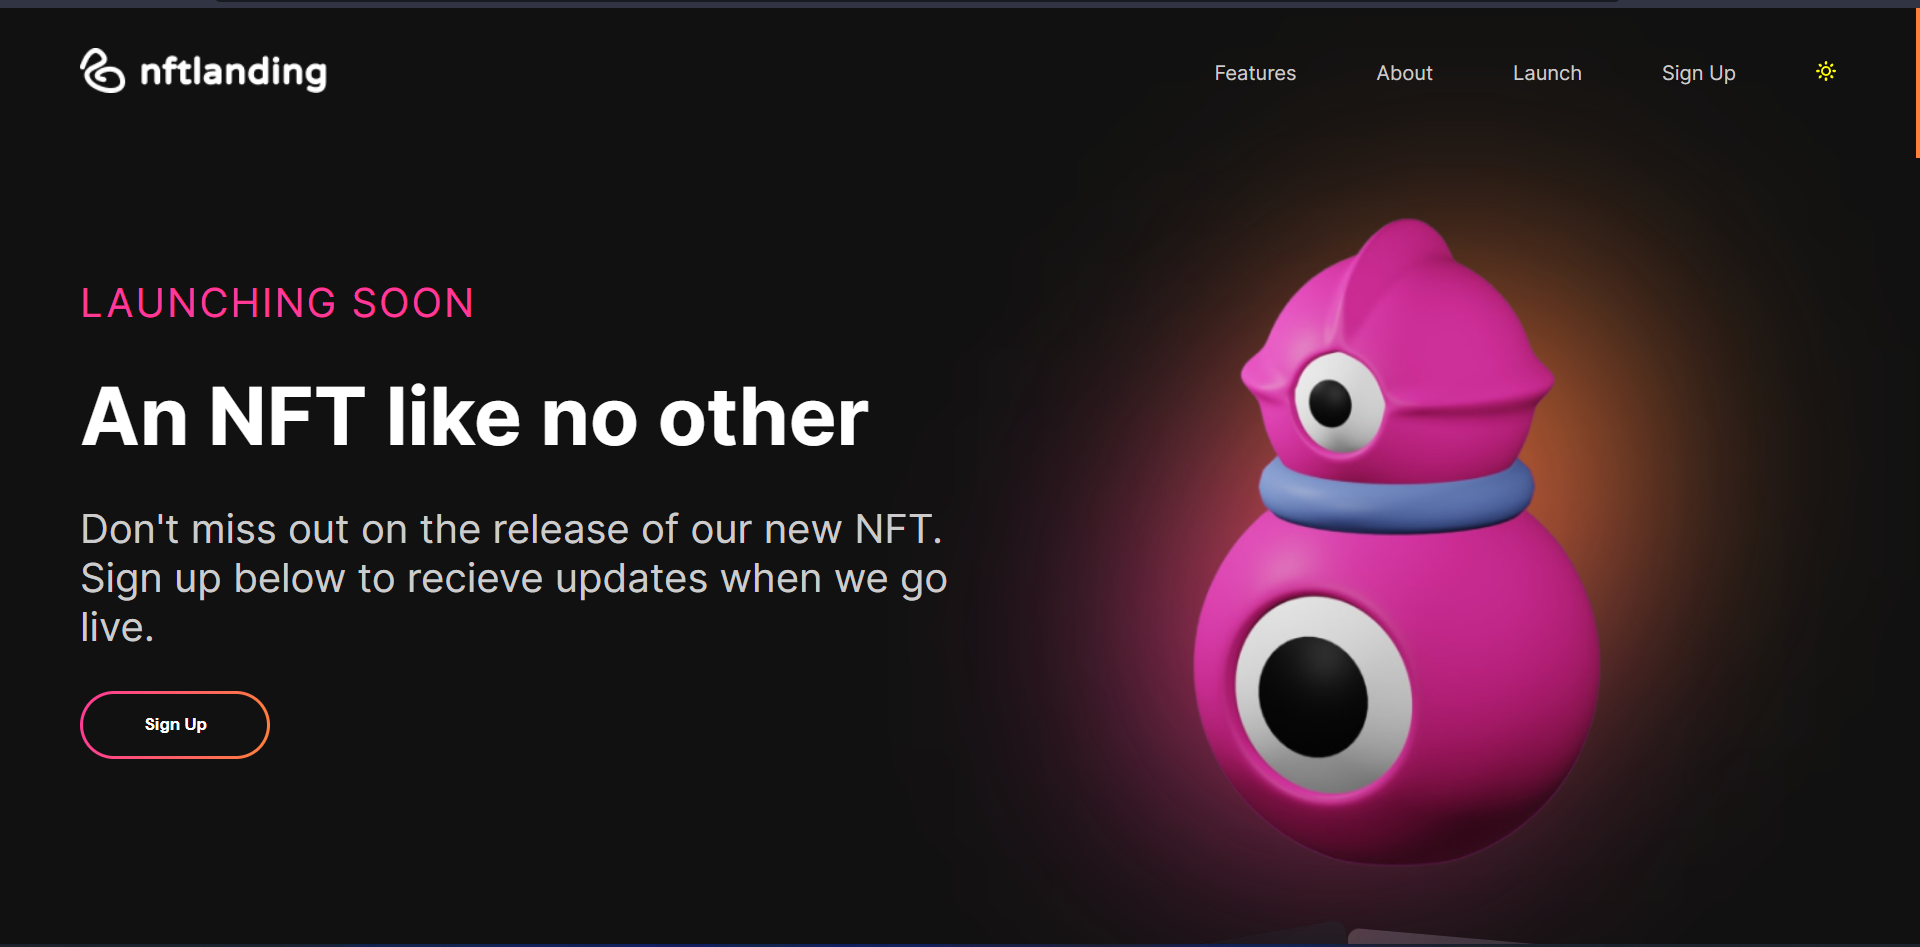 nftlanding
Features
About
Launch
Sign Up
LAUNCHING SOON
An NFT like no other
Don't miss out on the release of our new NFT.
Sign up below to recieve updates when we go
live.
Sign Up